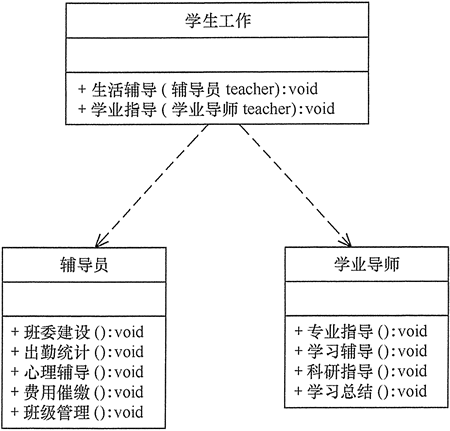 学生工作
+ 生活辅导 ( 辅导员 teacher):void
+ 学业指导 ( 学业导师 teacher):void
辅导员
+ 班委建设 ():void
+ 出勤统计 ():void
+ 心理辅导 ():void
+ 费用催缴 ():void
+ 班级管理 ():void
学业导师
+ 专业指导 ():void
+ 学习辅导 ():void
+ 科研指导 ():void
+ 学习总结 ():void